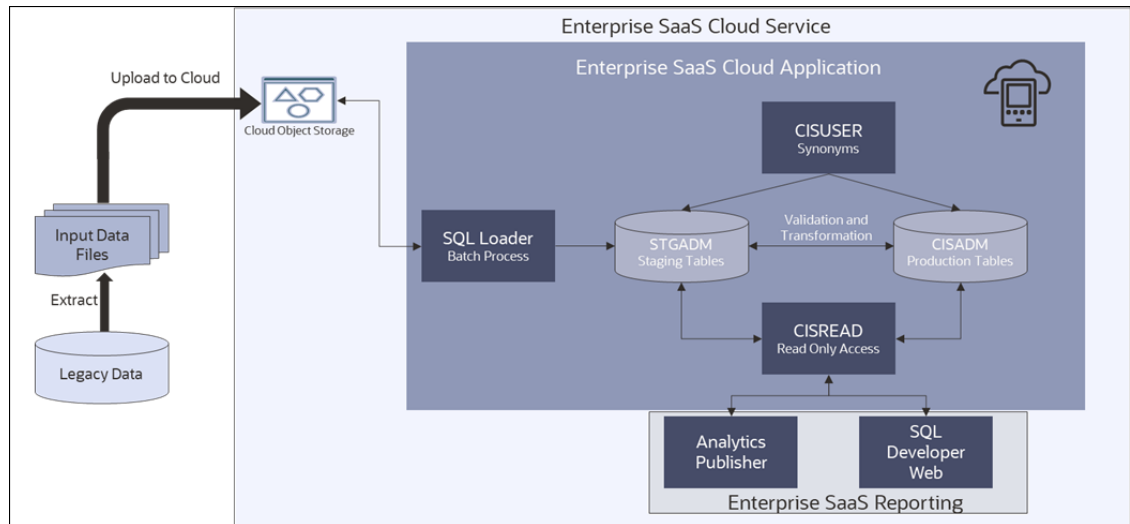 Enterprise SaaS Cloud Service
Enterprise SaaS Cloud Application
Upload to Cloud
Cloud Object Storage
CISUSER
Synonyms
Input Data
Files
SQL Loader
Batch Process
STGADM
Staging Tables
Validation and
Transformation
CISADM
Production Tables
Extract
Legacy Data
CISREAD
Read Only Access
Analytics
Publisher
SQL
Developer
Web
Enterprise SaaS Reporting